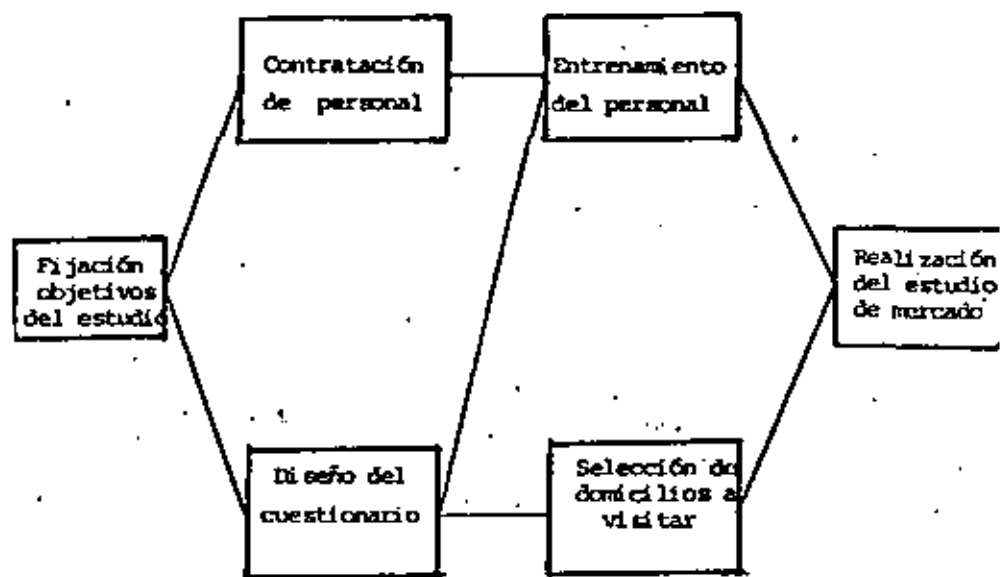 Contratación
de personal
Entrenamiento
del personal
Fijación
objetivos
del estudio
Realización
del estudio
de mercado
Diseño del
cuestionario
Selección de
domicilios a
visitar